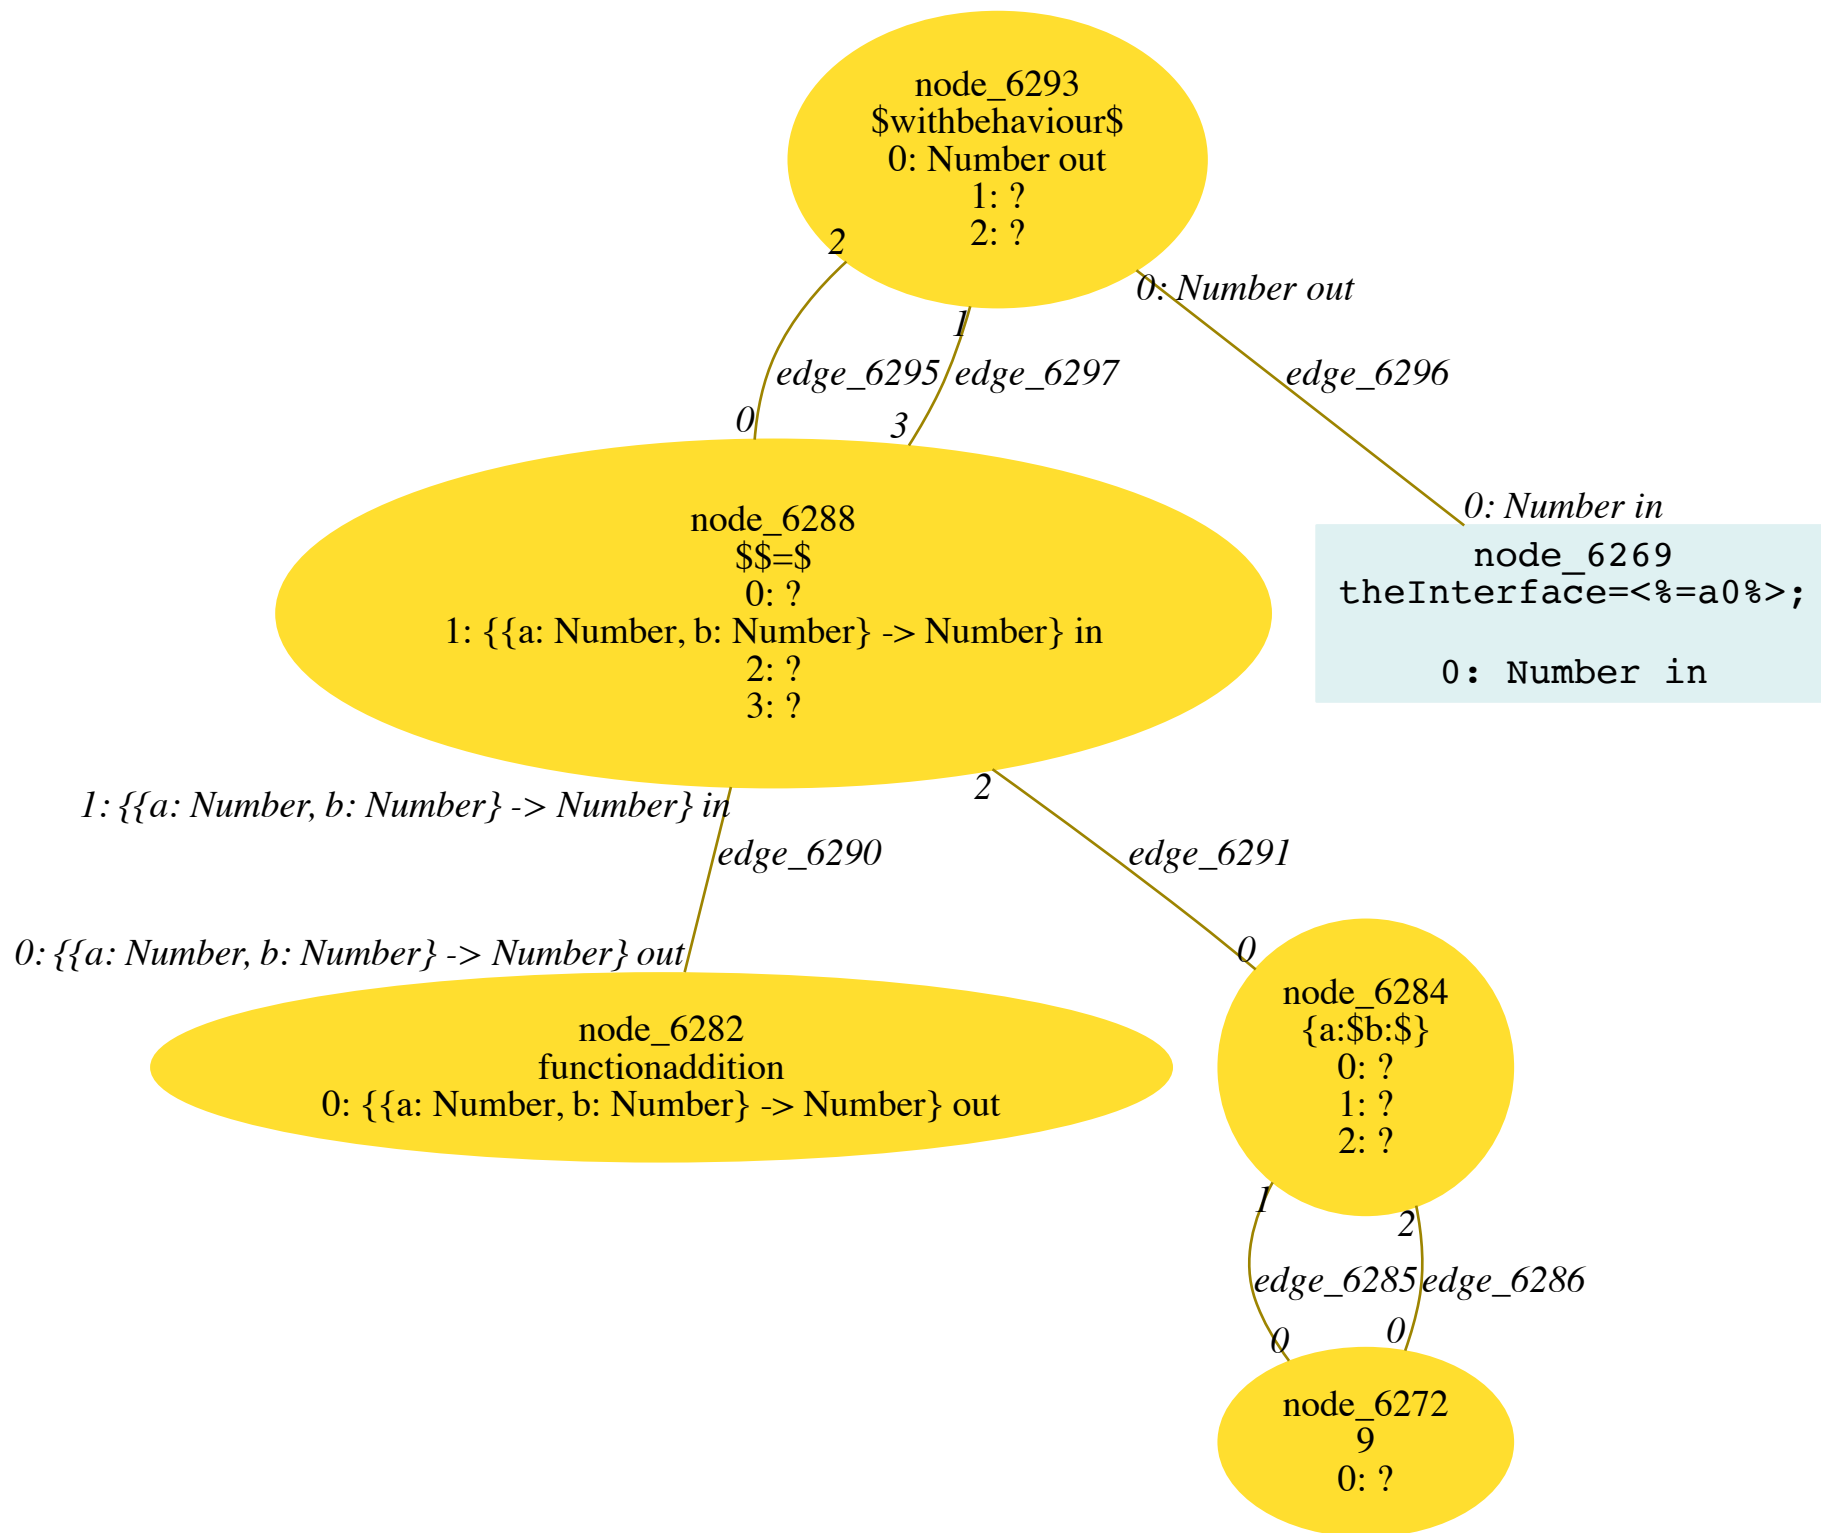 node_6293
$withbehaviour$
0: Number out
1: ?
2: ?
2
0: Number out
1
edge_6295
edge_6297
edge_6296
0
3
0: Number in
node_6288
$$=$
0: ?
1: {{a: Number, b: Number} -> Number} in
2: ?
3: ?
node_6269
theInterface=<%=a0%>;
0: Number in
1: {{a: Number, b: Number} -> Number} in
2
edge_6290
edge_6291
0: {{a: Number, b: Number} -> Number} out
0
node_6282
functionaddition
0: {{a: Number, b: Number} -> Number} out
node_6284
{a:$b:$}
0: ?
1: ?
2: ?
1
2
edge_6285
edge_6286
0
0
node_6272
9
0: ?